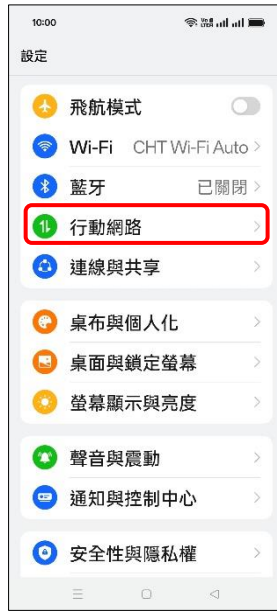 10:00
設定
飛航模式
Wi-Fi CHT Wi-Fi Auto
藍牙 已關閉
行動網路
連線與共享
桌布與個人化
桌面與鎖定螢幕
螢幕顯示與亮度
聲音與震動
通知與控制中心
安全性與隱私權